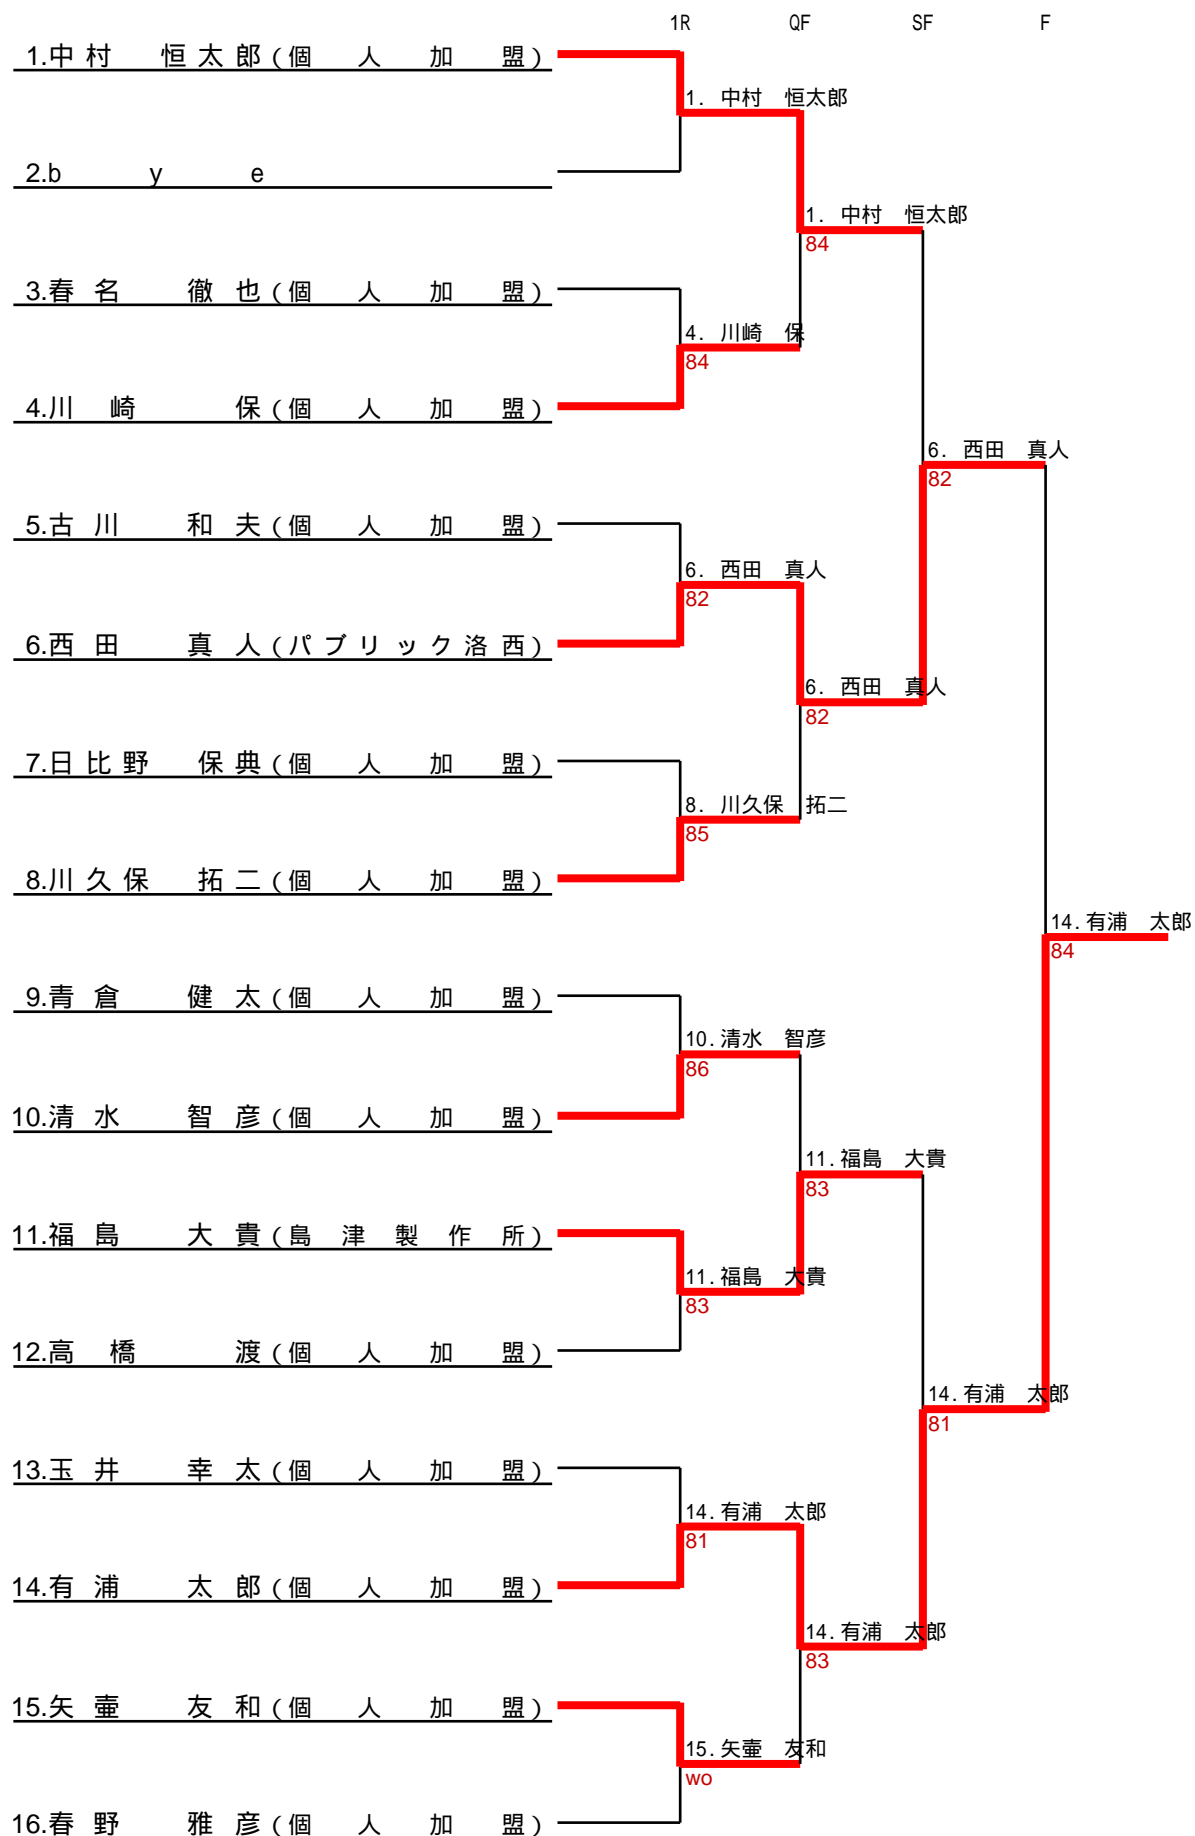 1R QF SF F
1.中村 恒太郎(個人加盟)
1. 中村 恒太郎
2.bye
1. 中村 恒太郎
84
3.春名 徹也(個人加盟)
4. 川崎 保
84
4.川崎 保(個人加盟)
6. 西田 真人
82
5.古川 和夫(個人加盟)
6. 西田 真人
82
6.西田 真人(パブリック洛西)
6. 西田 真人
82
7.日比野 保典(個人加盟)
8. 川久保 拓二
85
8.川久保 拓二(個人加盟)
14.有浦 太郎
84
9.青倉 健太(個人加盟)
10.清水 智彦
86
10.清水 智彦(個人加盟)
11.福島 大貴
83
11.福島 大貴(島津製作所)
11.福島 大貴
83
12.高橋 渡(個人加盟)
14.有浦 太郎
81
13.玉井 幸太(個人加盟)
14.有浦 太郎
81
14.有浦 太郎(個人加盟)
14.有浦 太郎
83
15.矢壷 友和(個人加盟)
15.矢壷 友和
wo
16.春野 雅彦(個人加盟)